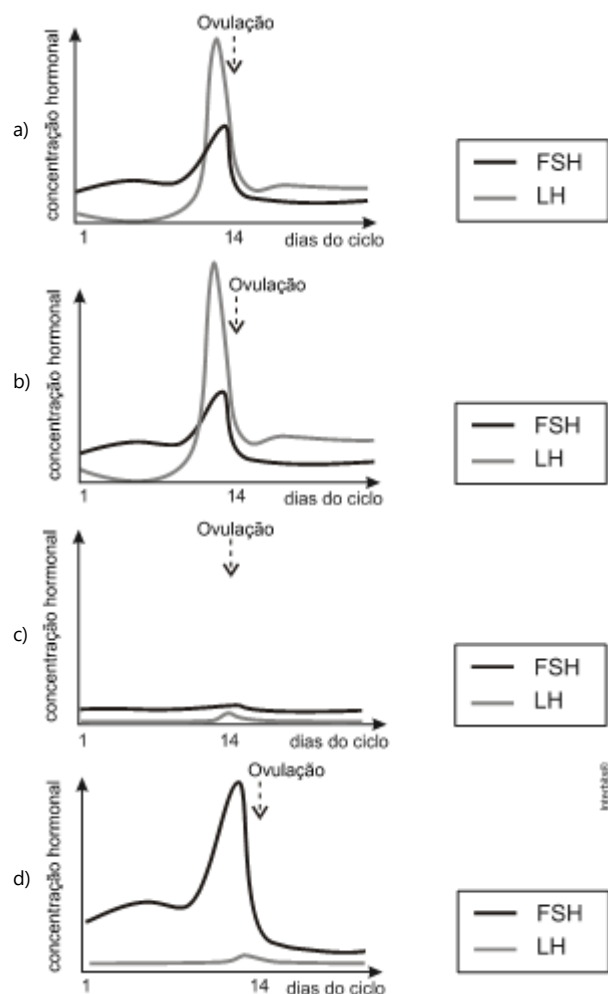 Ovulação
concentração hormonal
a)
FSH
LH
1
14
dias do ciclo
Ovulação
concentração hormonal
b)
FSH
LH
1
14
dias do ciclo
Ovulação
concentração hormonal
c)
FSH
LH
1
14
dias do ciclo
Ovulação
concentração hormonal
Interbits®
d)
FSH
LH
1
14
dias do ciclo